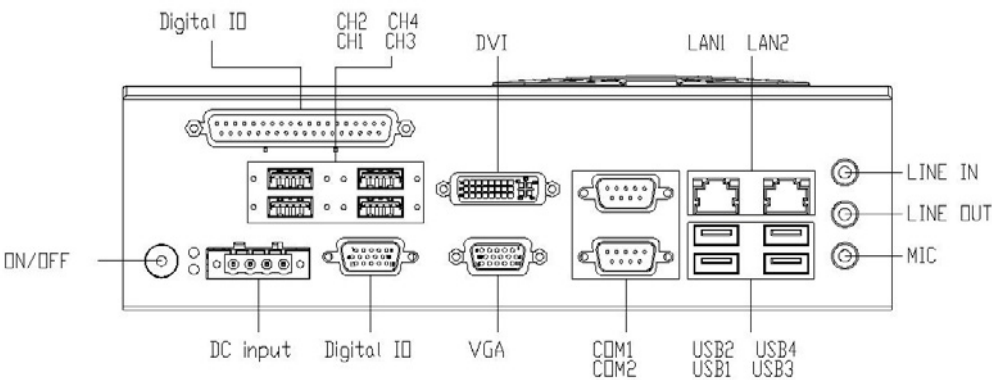 Digital IO
CH2 CH4
CH1 CH3
DVI
LAN1 LAN2
LINE IN
LINE OUT
MIC
ON/OFF
DC input
Digital IO
VGA
COM1
COM2
USB2 USB4
USB1 USB3